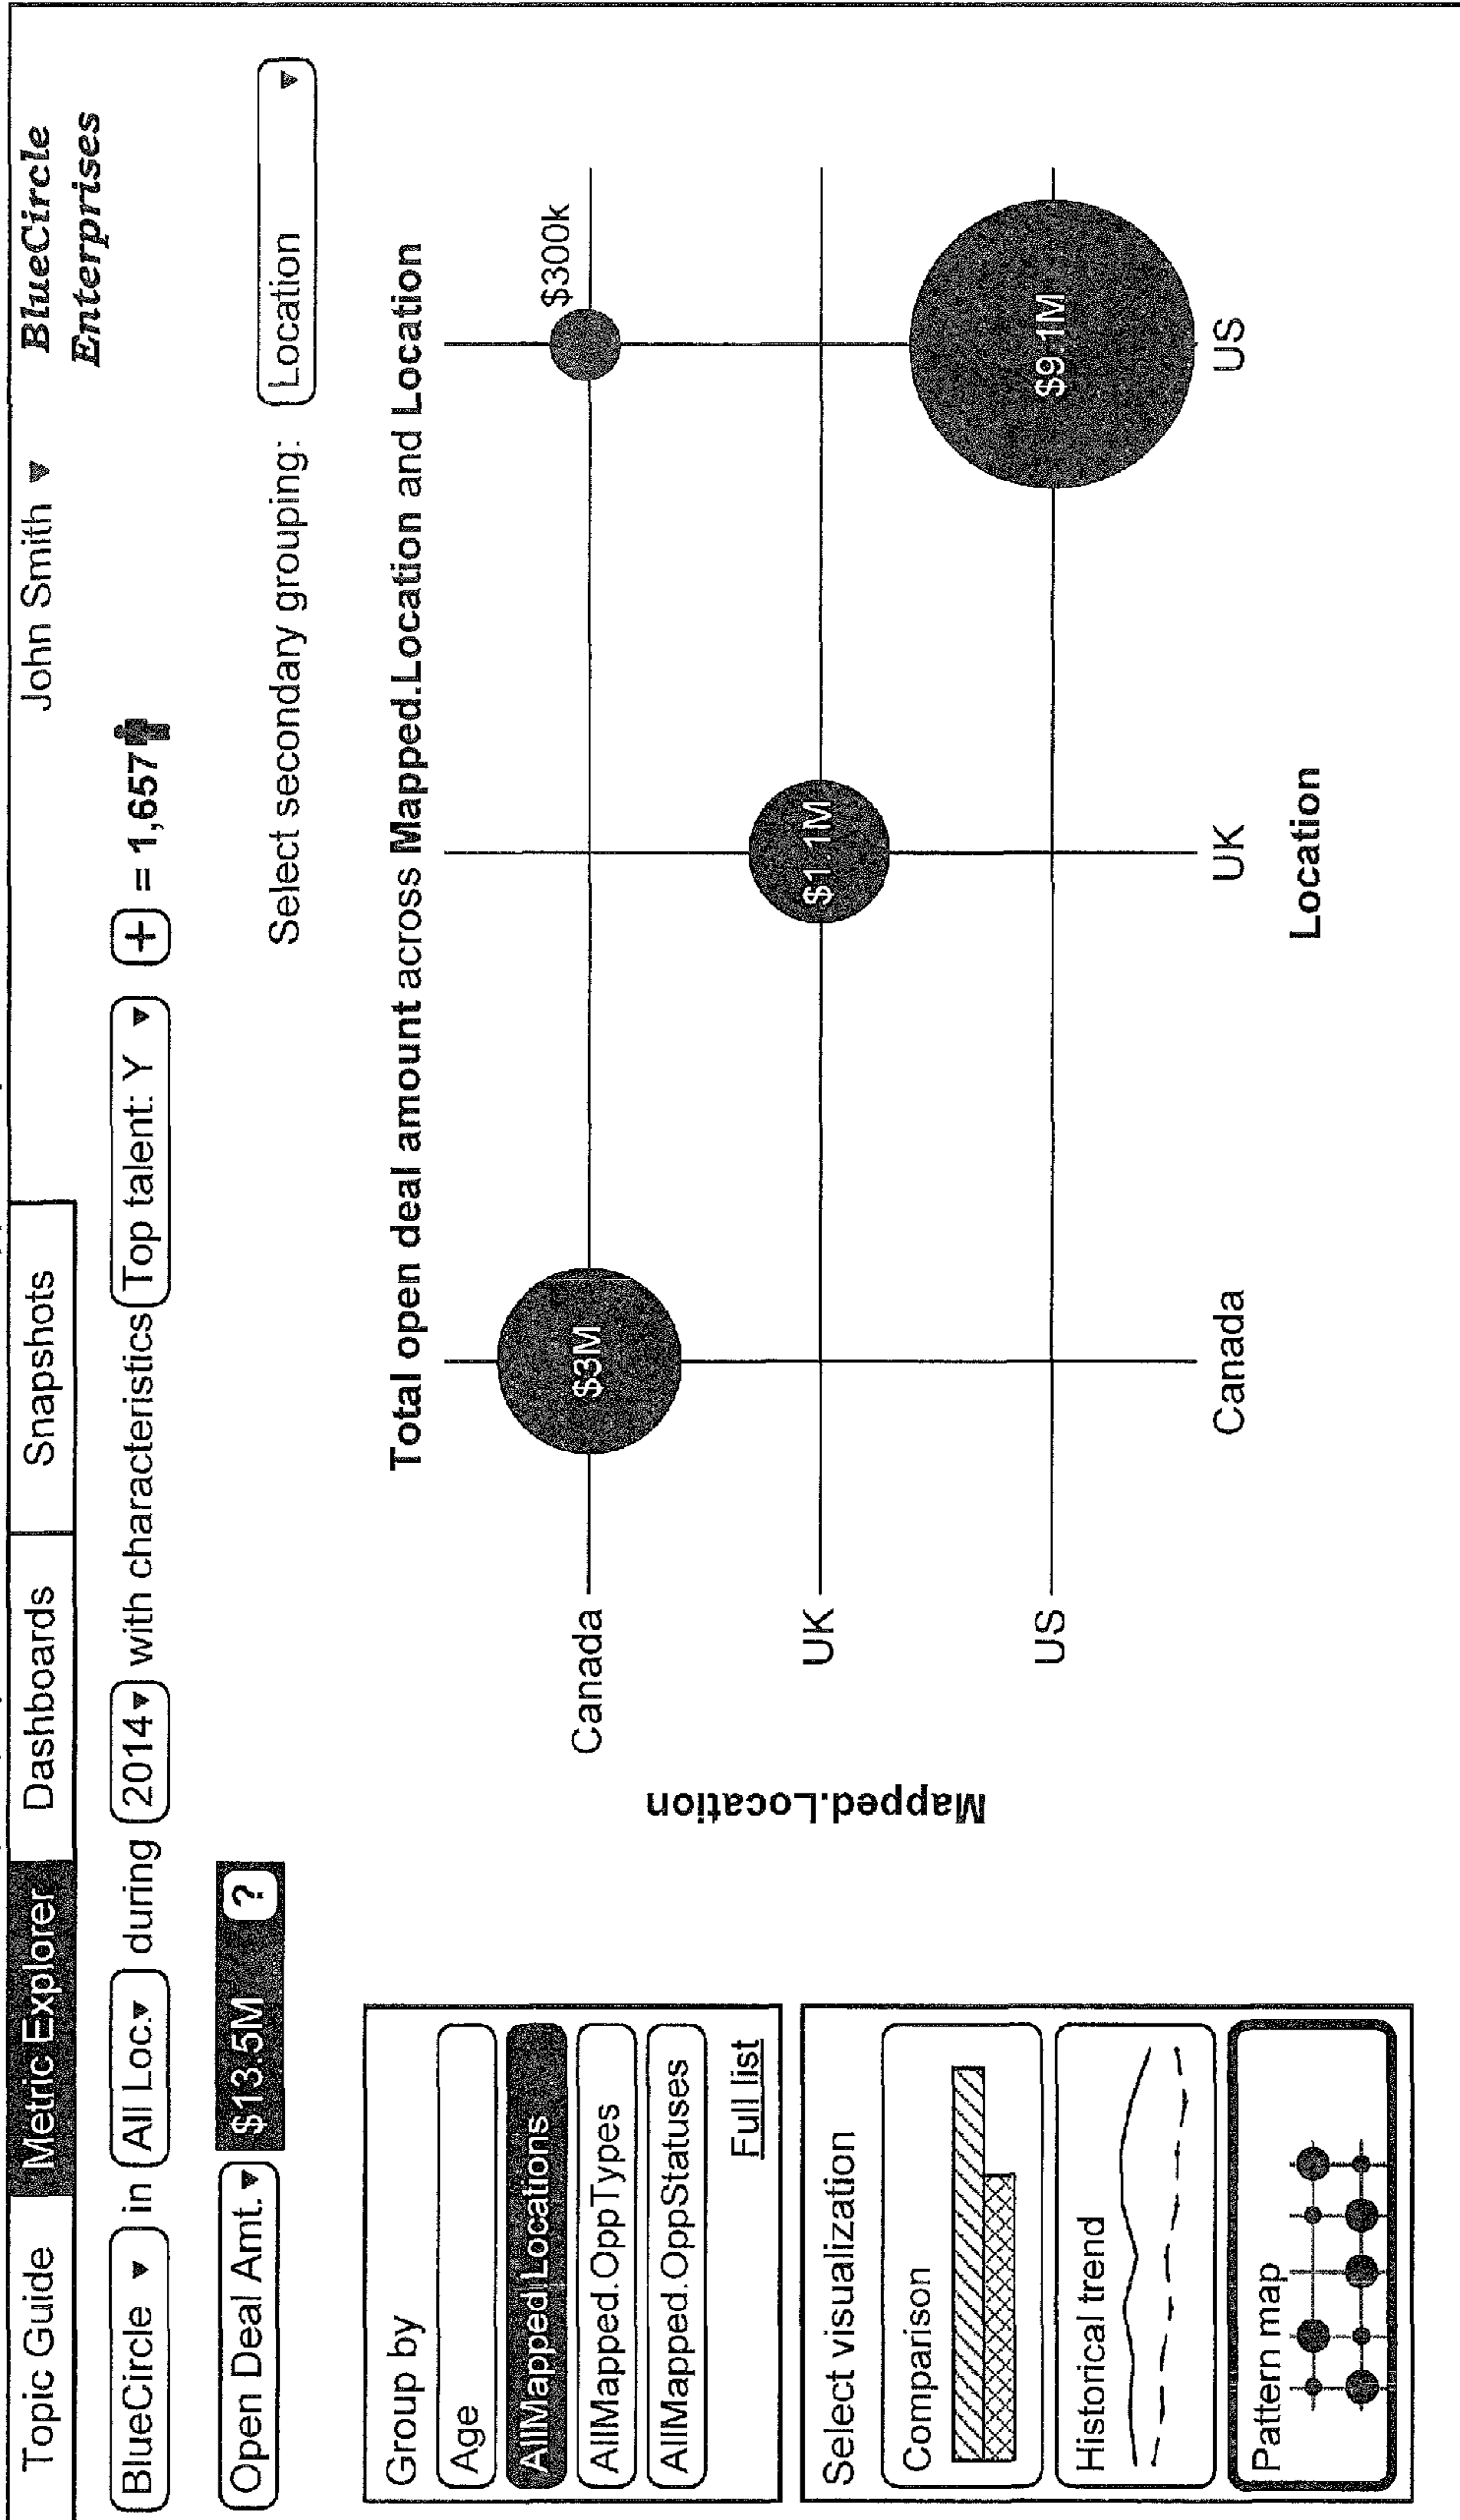 Topic Guide
Metric Explorer
Dashboards
Snapshots
John Smith
BlueCircle
Enterprises
BlueCircle in All Loc. during 2014 with characteristics Top talent: Y + = 1,657
Open Deal Amt. $13.5M ?
Select secondary grouping: Location
Group by
Age
AllMapped.Locations
AllMapped.OppTypes
AllMapped.OppStatuses
Full list
Select visualization
Comparison
Historical trend
Pattern map
Total open deal amount across Mapped.Location and Location
Mapped.Location
Canada
$3M
$300k
UK
$1.1M
US
$9.1M
Canada
UK
US
Location